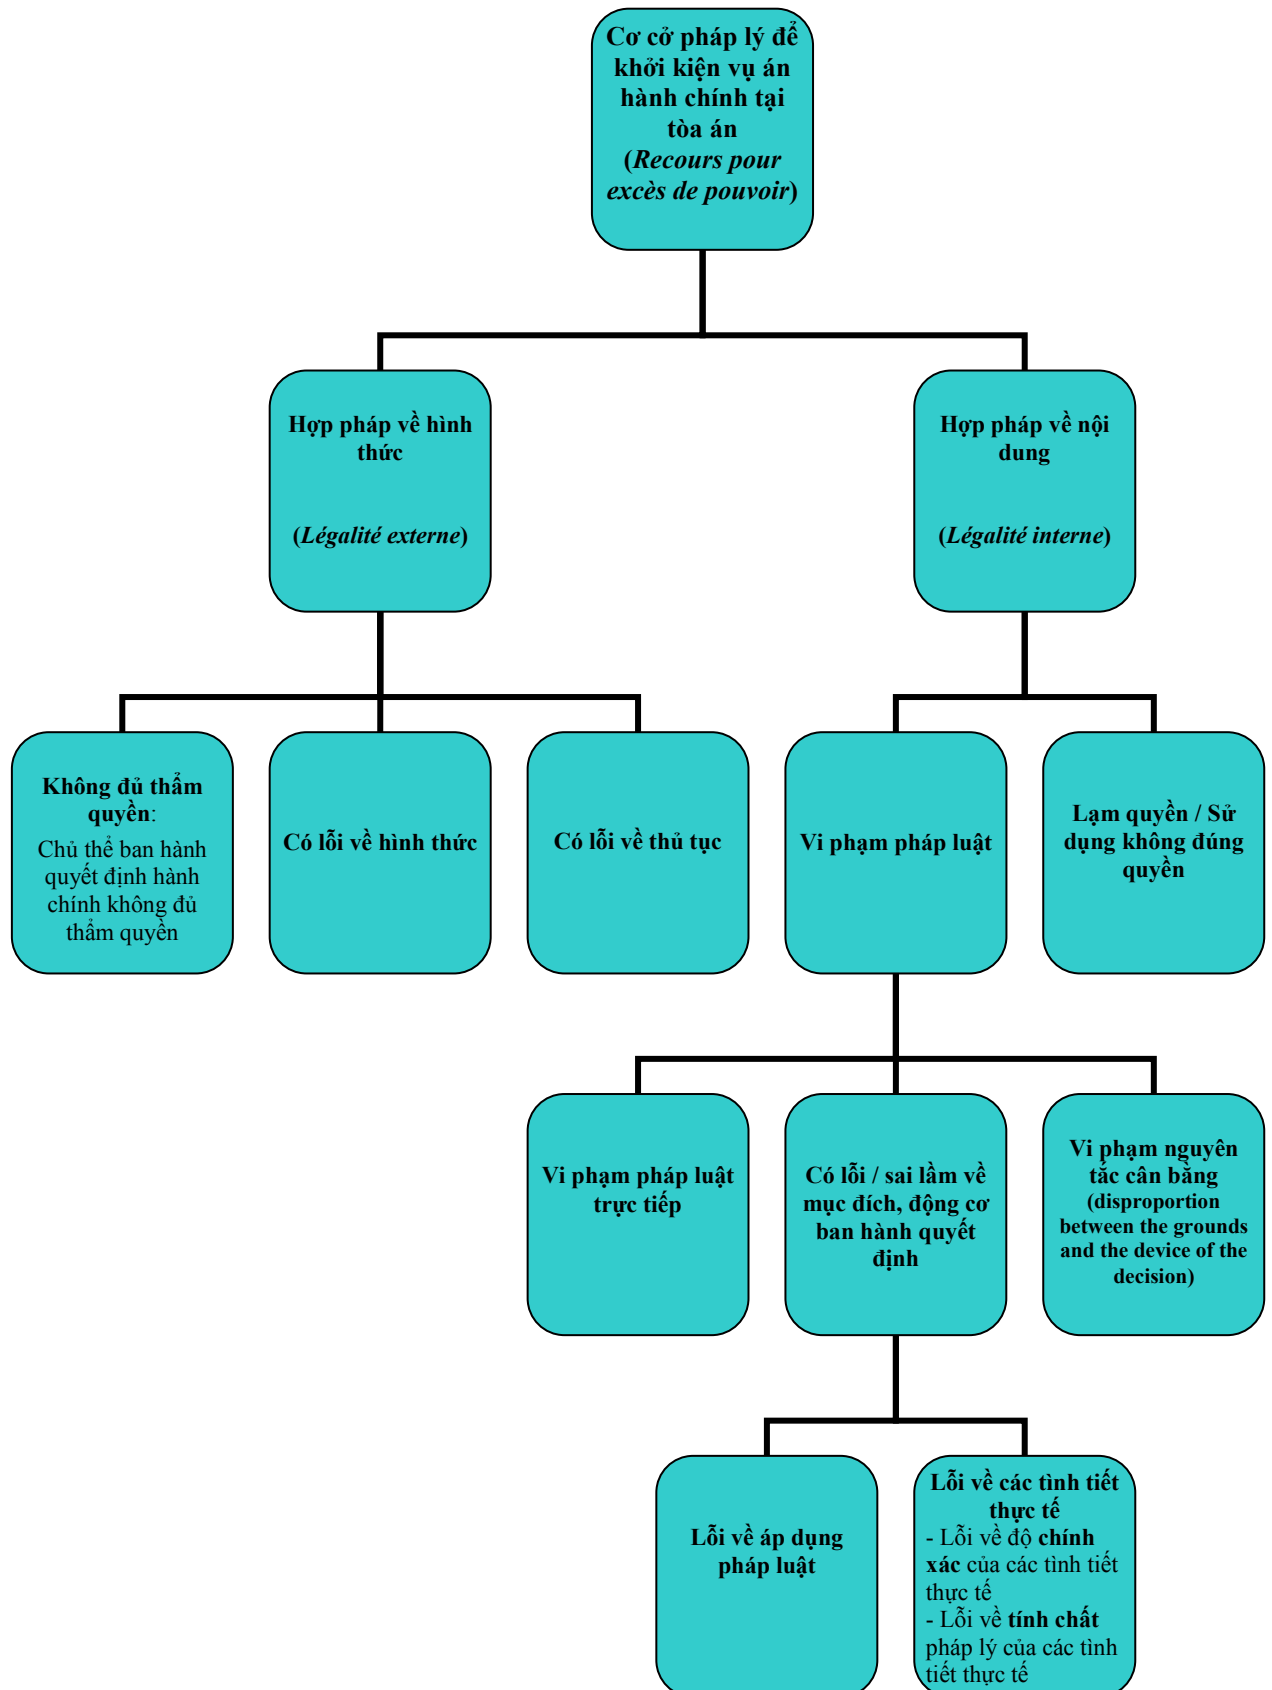 Cơ cở pháp lý để
khởi kiện vụ án
hành chính tại
tòa án
(Recours pour
excès de pouvoir)
Hợp pháp về hình
thức
(Légalité externe)
Hợp pháp về nội
dung
(Légalité interne)
Không đủ thẩm
quyền:
Chủ thể ban hành
quyết định hành
chính không đủ
thẩm quyền
Có lỗi về hình thức
Có lỗi về thủ tục
Vi phạm pháp luật
Lạm quyền / Sử
dụng không đúng
quyền
Vi phạm pháp luật
trực tiếp
Có lỗi / sai lầm về
mục đích, động cơ
ban hành quyết
định
Vi phạm nguyên
tắc cân bằng
(disproportion
between the grounds
and the device of the
decision)
Lỗi về áp dụng
pháp luật
Lỗi về các tình tiết
thực tế
- Lỗi về độ chính
xác của các tình tiết
thực tế
- Lỗi về tính chất
pháp lý của các tình
tiết thực tế